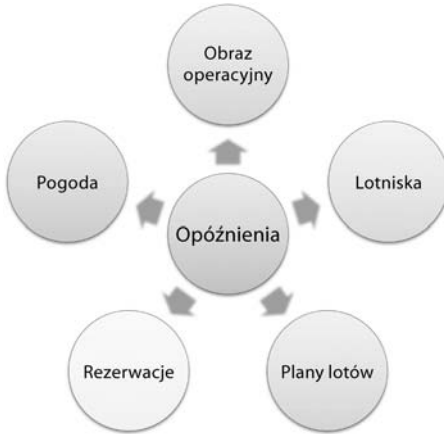 Obraz
operacyjny
Pogoda
Lotniska
Opóźnienia
Rezerwacje
Plany lotów